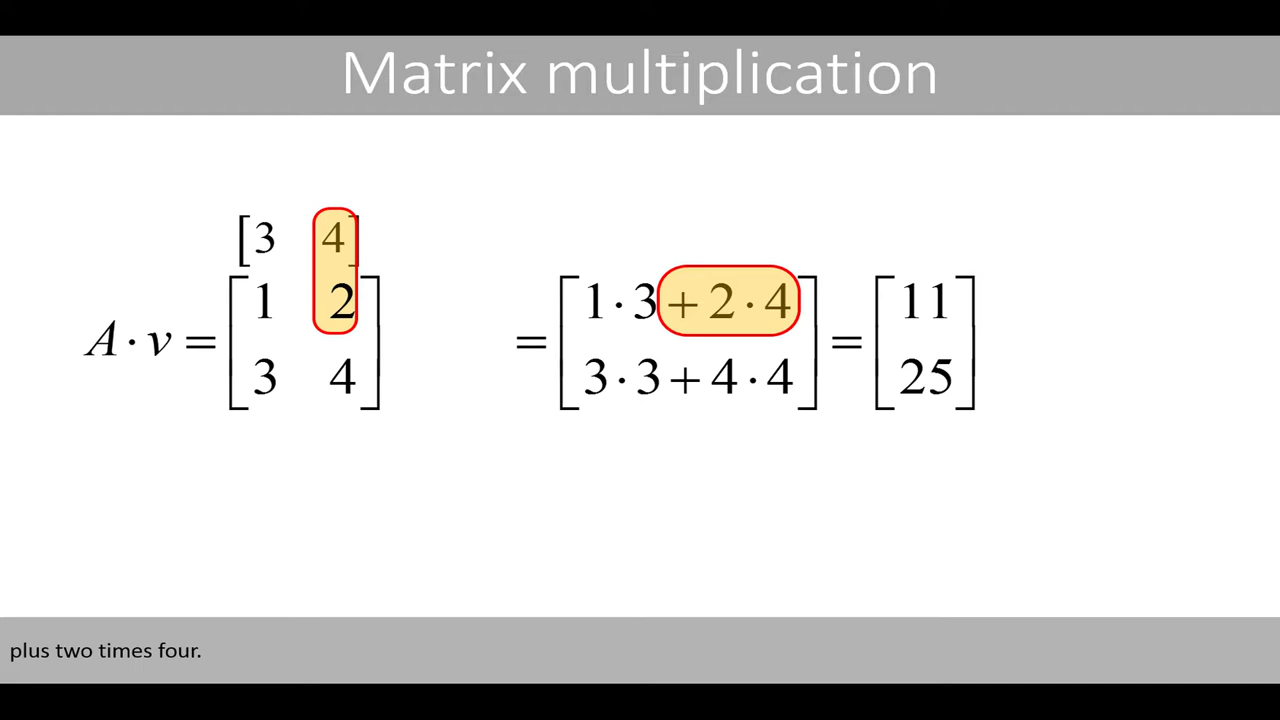 Matrix multiplication
[3 4]
A · v = [1 2
3 4] = [1 · 3 + 2 · 4
3 · 3 + 4 · 4] = [11
25]
plus two times four.